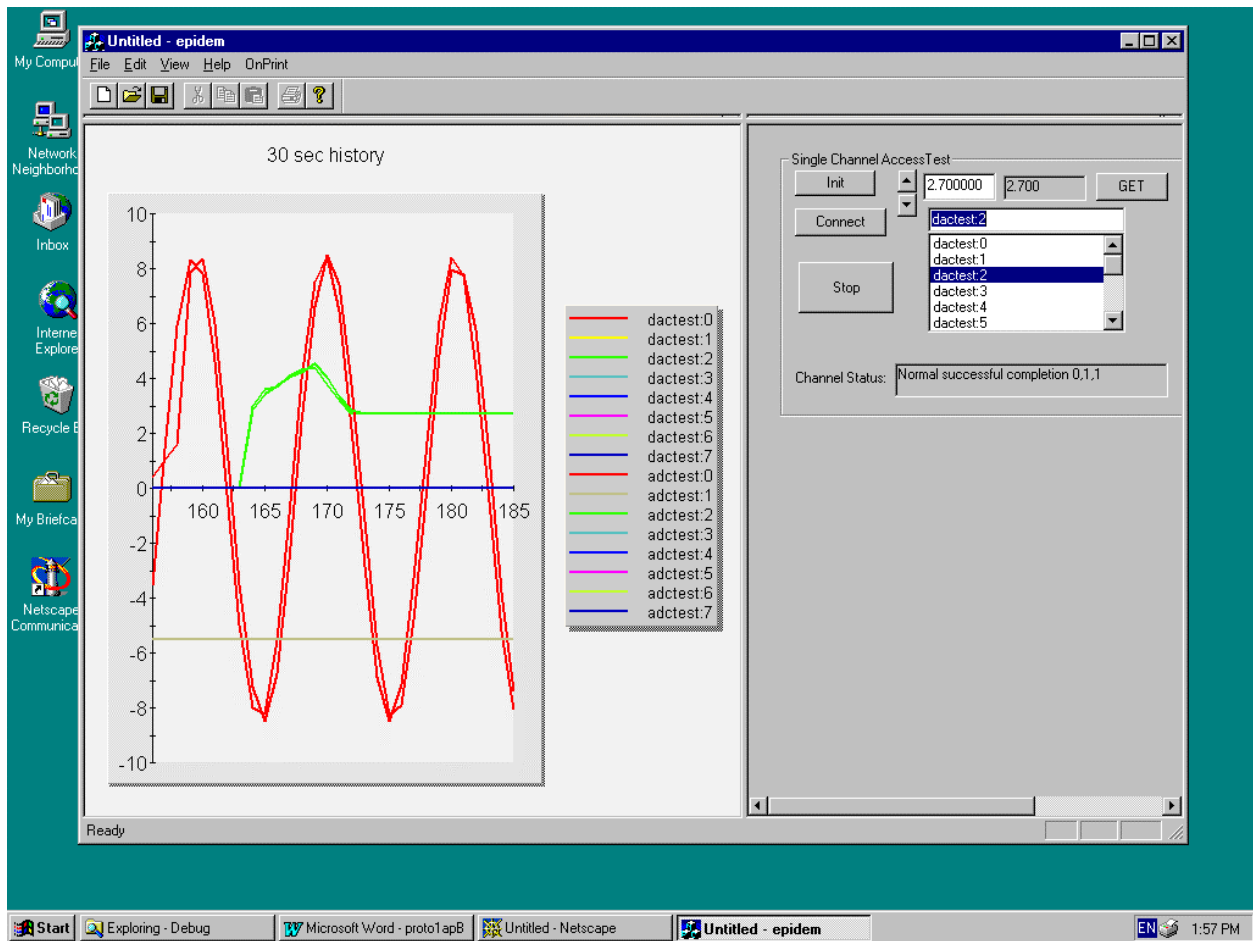 My Compu
Network
Neighborho
Inbox
Interne
Explore
Recycle B
My Briefca
Netscape
Communica
Untitled - epidem
File Edit View Help OnPrint
30 sec history
10
8
6
4
2
0
-2
-4
-6
-8
-10
160 165 170 175 180 185
dactest:0
dactest:1
dactest:2
dactest:3
dactest:4
dactest:5
dactest:6
dactest:7
adctest:0
adctest:1
adctest:2
adctest:3
adctest:4
adctest:5
adctest:6
adctest:7
Single Channel AccessTest
Init 2.700000 2.700 GET
Connect dactest:2
dactest:0
dactest:1
dactest:2
dactest:3
dactest:4
dactest:5
Stop
Channel Status: Normal successful completion 0,1,1
Ready
Start Exploring - Debug Microsoft Word - proto1apB Untitled - Netscape Untitled - epidem EN 1:57 PM